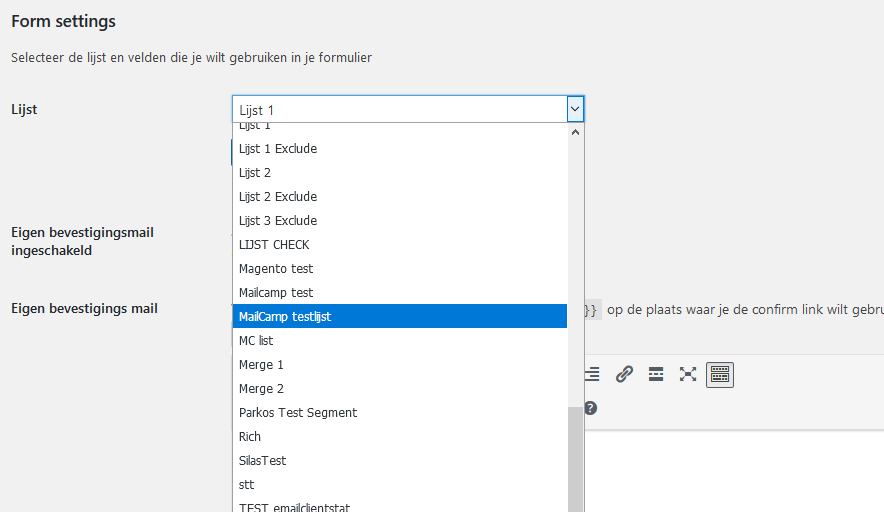 Form settings
Selecteer de lijst en velden die je wilt gebruiken in je formulier
Lijst
Lijst 1
Lijst 1
Lijst 1 Exclude
Lijst 2
Lijst 2 Exclude
Lijst 3 Exclude
Eigen bevestigingsmail
ingeschakeld
LIJST CHECK
Magento test
Mailcamp test
Eigen bevestigings mail
}} op de plaats waar je de confirm link wilt gebru
MailCamp testlijst
MC list
Merge 1
Merge 2
Parkos Test Segment
Rich
SilasTest
stt
TEST emailclientstat